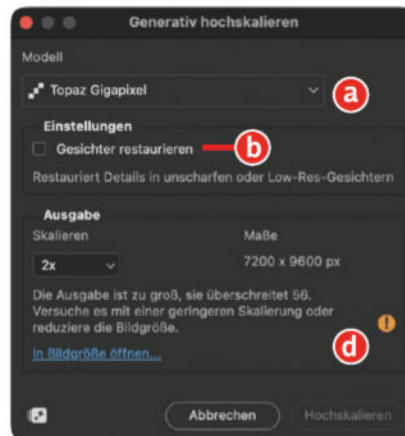 Generativ hochskalieren
Modell
Topaz Gigapixel
a
Einstellungen
Gesichter restaurieren
b
Restauriert Details in unscharfen oder Low-Res-Gesichtern
Ausgabe
Skalieren
Maße
2x
7200 x 9600 px
Die Ausgabe ist zu groß, sie überschreitet 56.
Versuche es mit einer geringeren Skalierung oder
reduziere die Bildgröße.
d
In Bildgröße öffnen...
Abbrechen
Hochskalieren